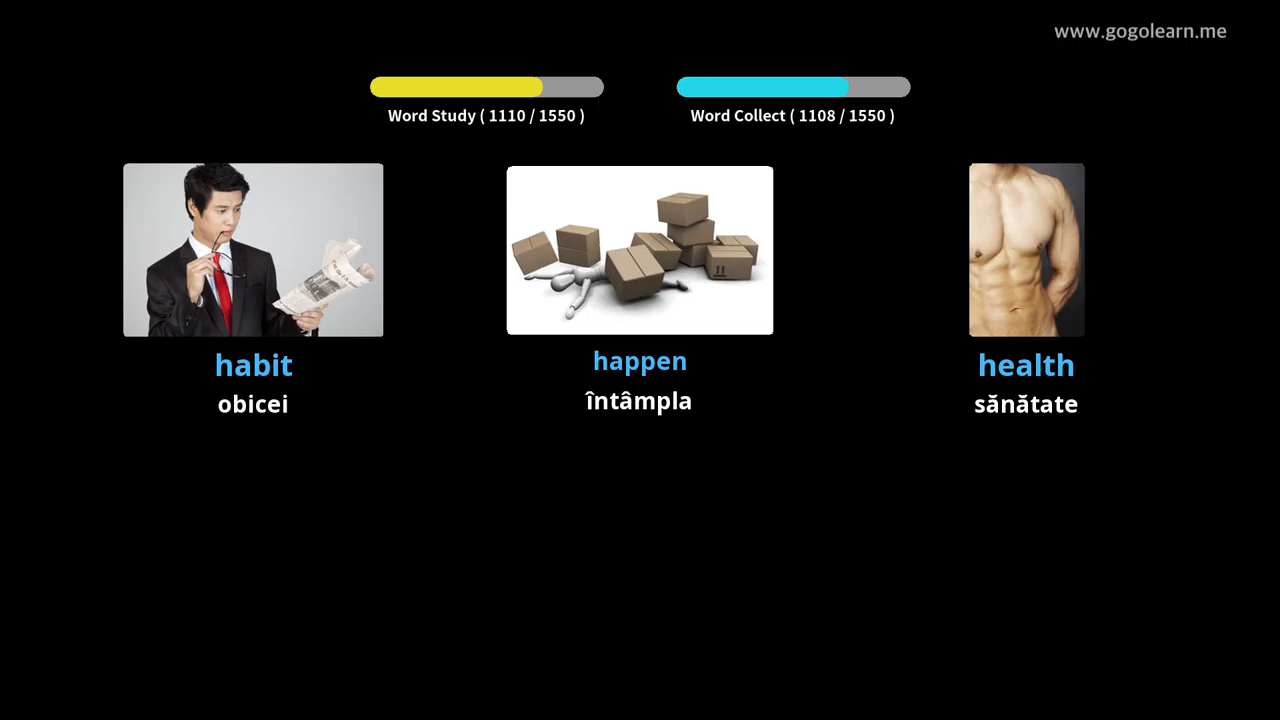 www.gogolearn.me
Word Study ( 1110 / 1550 )
Word Collect ( 1108 / 1550 )
habit
happen
health
obicei
întâmpla
sănătate